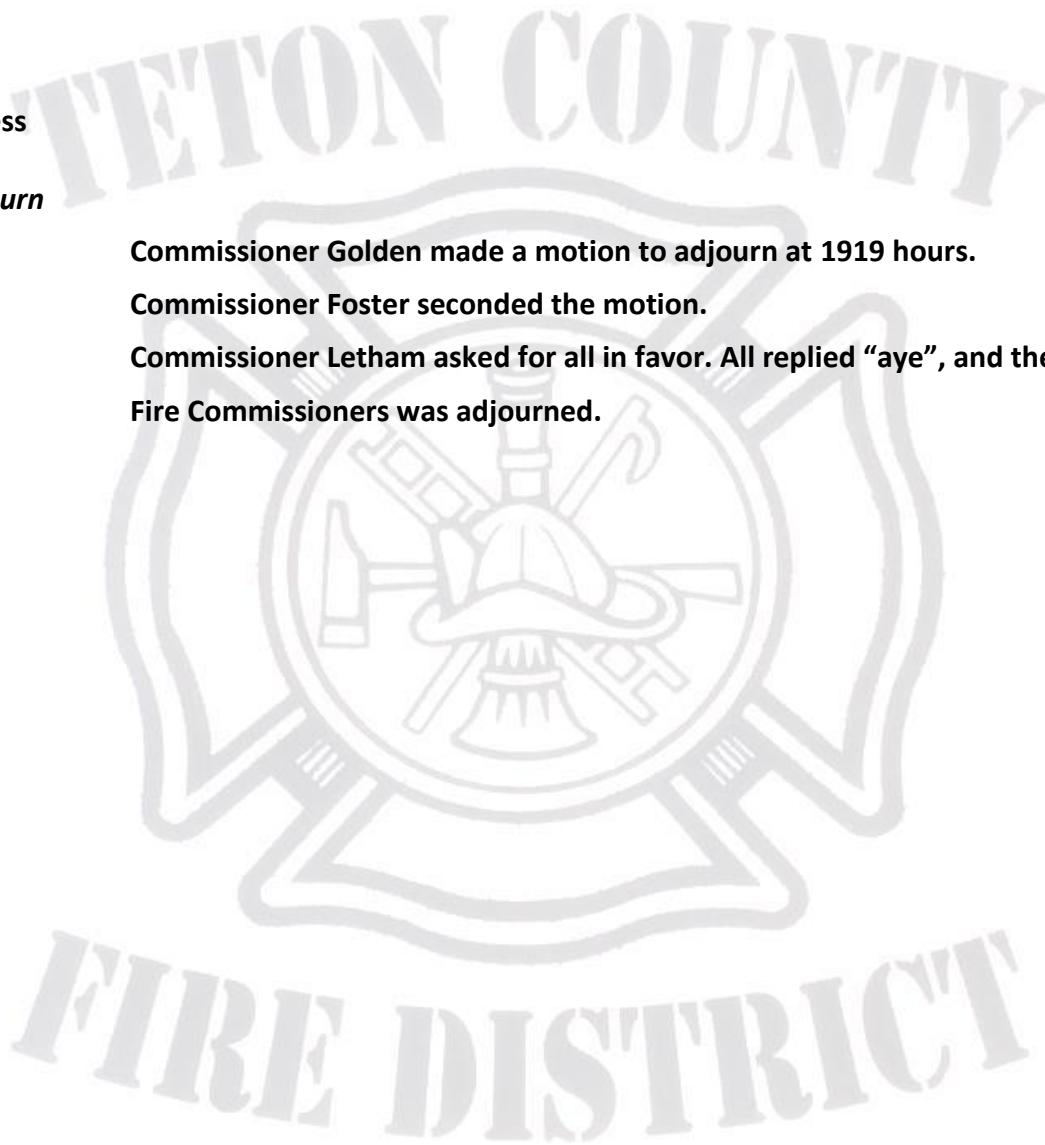 TETON COUNTY
ss
urn
Commissioner Golden made a motion to adjourn at 1919 hours.
Commissioner Foster seconded the motion.
Commissioner Letham asked for all in favor. All replied “aye”, and the
Fire Commissioners was adjourned.
FIRE DISTRICT